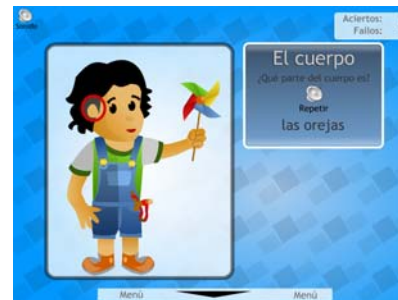 Sonido
Aciertos:
Fallos:
El cuerpo
¿Qué parte del cuerpo es?
Repetir
las orejas
Menú
Menú